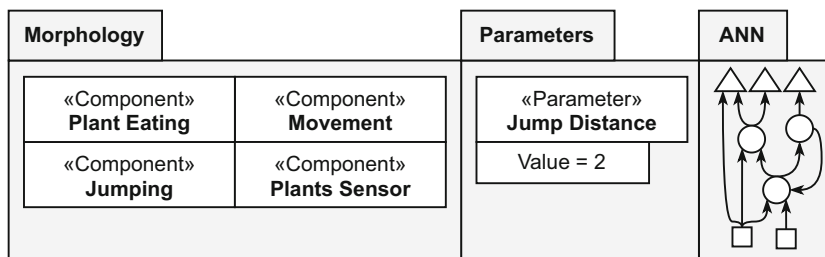 Morphology
Parameters
ANN
«Component»
Plant Eating
«Component»
Movement
«Component»
Jumping
«Component»
Plants Sensor
«Parameter»
Jump Distance
Value = 2